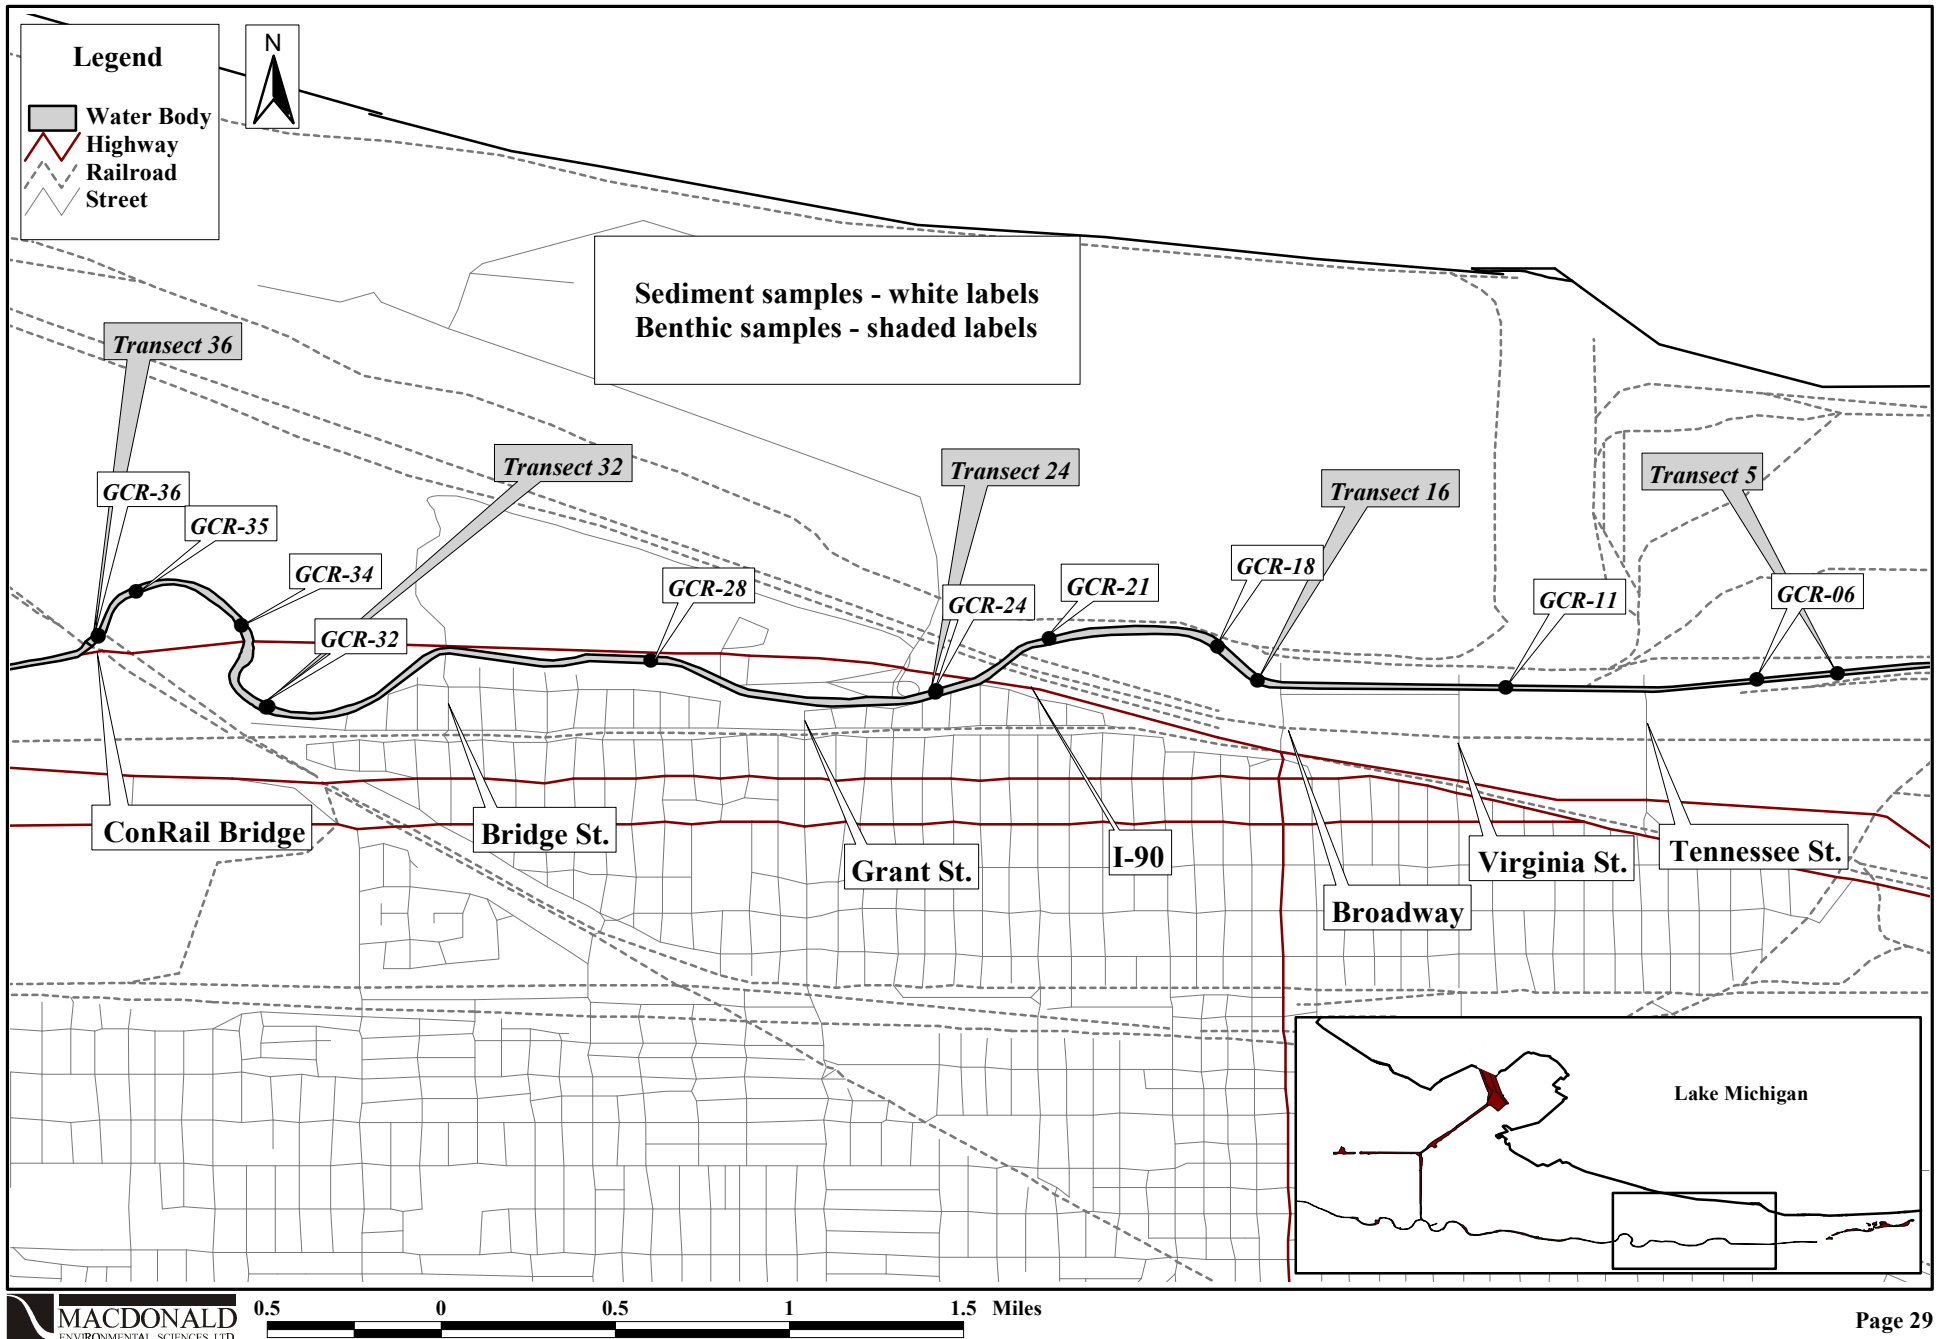 Legend
N
Water Body
Highway
Railroad
Street
Sediment samples - white labels
Benthic samples - shaded labels
Transect 36
Transect 32
Transect 24
Transect 16
Transect 5
GCR-36
GCR-35
GCR-34
GCR-32
GCR-28
GCR-24
GCR-21
GCR-18
GCR-11
GCR-06
ConRail Bridge
Bridge St.
Grant St.
I-90
Broadway
Virginia St.
Tennessee St.
Lake Michigan
MACDONALD
ENVIRONMENTAL SCIENCES LTD
0.5 0 0.5 1 1.5 Miles
Page 29